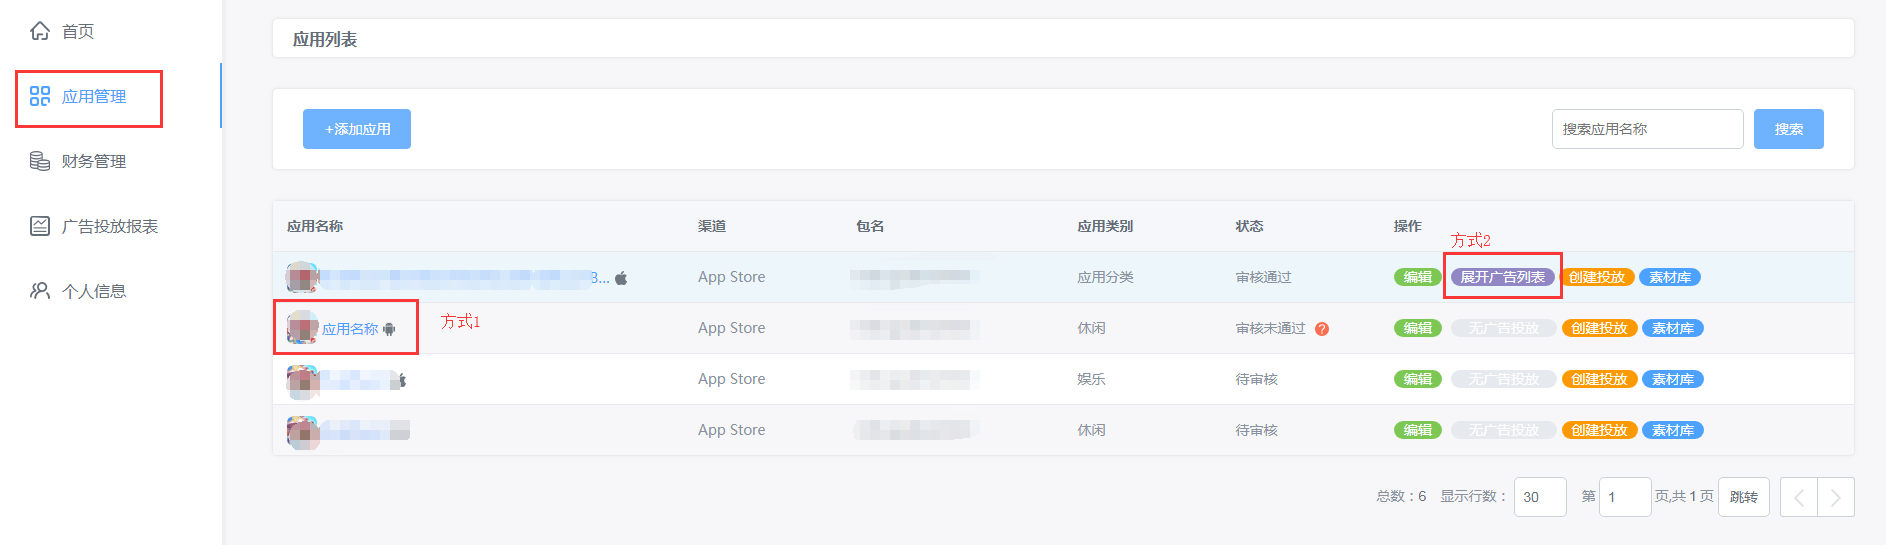 首页
应用管理
财务管理
广告投放报表
个人信息
应用列表
+添加应用
搜索应用名称 搜索
应用名称 渠道 包名 应用类别 状态 操作
方式2
3... App Store 应用分类 审核通过 编辑 展开广告列表 创建投放 素材库
应用名称 方式1 App Store 休闲 审核未通过 ? 编辑 无广告投放 创建投放 素材库
App Store 娱乐 待审核 编辑 无广告投放 创建投放 素材库
App Store 休闲 待审核 编辑 无广告投放 创建投放 素材库
总数：6 显示行数： 30 第 1 页,共 1 页 跳转